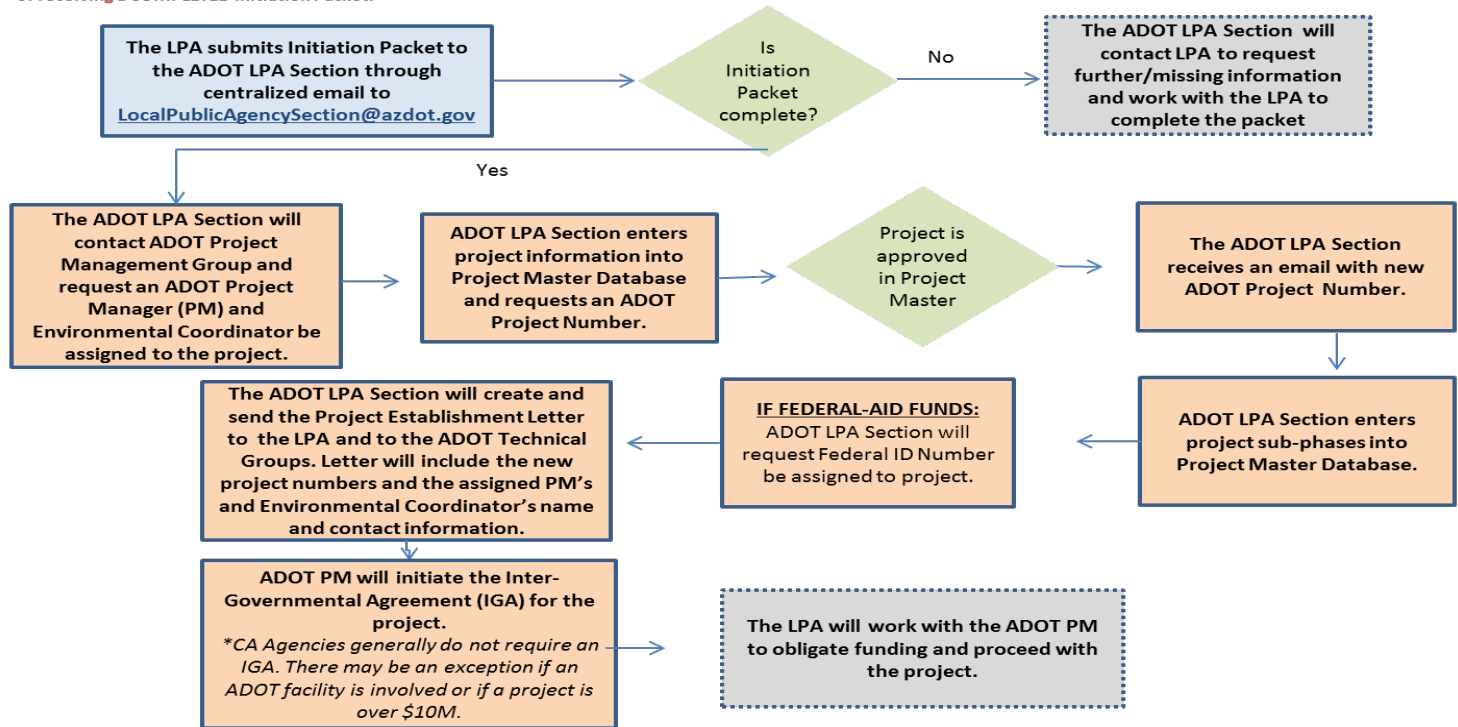 The LPA submits Initiation Packet to
the ADOT LPA Section through
centralized email to
LocalPublicAgencySection@azdot.gov
Is
Initiation
Packet
complete?
No
The ADOT LPA Section will
contact LPA to request
further/missing information
and work with the LPA to
complete the packet
Yes
The ADOT LPA Section will
contact ADOT Project
Management Group and
request an ADOT Project
Manager (PM) and
Environmental Coordinator be
assigned to the project.
ADOT LPA Section enters
project information into
Project Master Database
and requests an ADOT
Project Number.
Project is
approved
in Project
Master
The ADOT LPA Section
receives an email with new
ADOT Project Number.
ADOT LPA Section enters
project sub-phases into
Project Master Database.
IF FEDERAL-AID FUNDS:
ADOT LPA Section will
request Federal ID Number
be assigned to project.
The ADOT LPA Section will create and
send the Project Establishment Letter
to the LPA and to the ADOT Technical
Groups. Letter will include the new
project numbers and the assigned PM's
and Environmental Coordinator's name
and contact information.
ADOT PM will initiate the Inter-
Governmental Agreement (IGA) for the
project.
*CA Agencies generally do not require an
IGA. There may be an exception if an
ADOT facility is involved or if a project is
over $10M.
The LPA will work with the ADOT PM
to obligate funding and proceed with
the project.